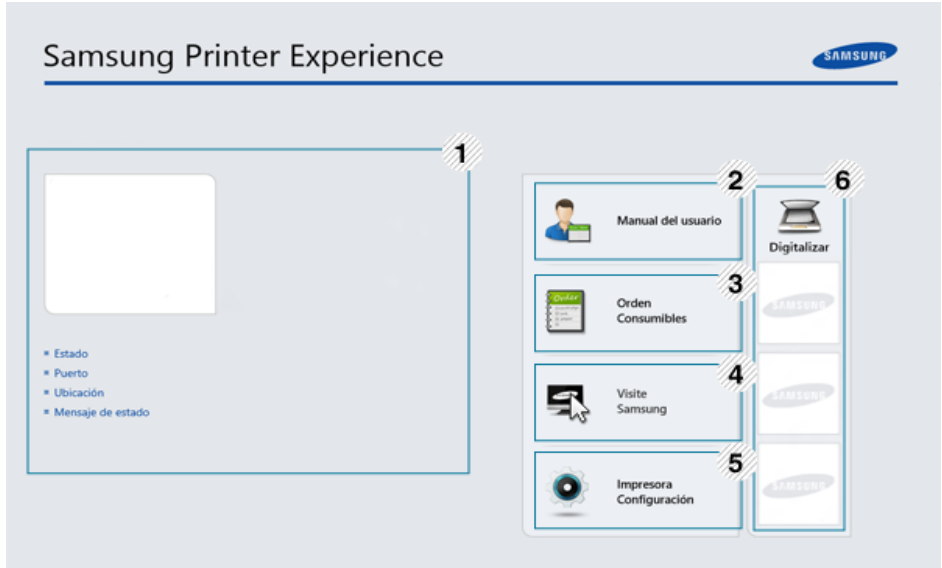 Samsung Printer Experience
SAMSUNG
1
Estado
Puerto
Ubicación
Mensaje de estado
2
Manual del usuario
3
Order
Orden
Consumibles
4
Visite
Samsung
5
Impresora
Configuración
6
Digitalizar
SAMSUNG
SAMSUNG
SAMSUNG